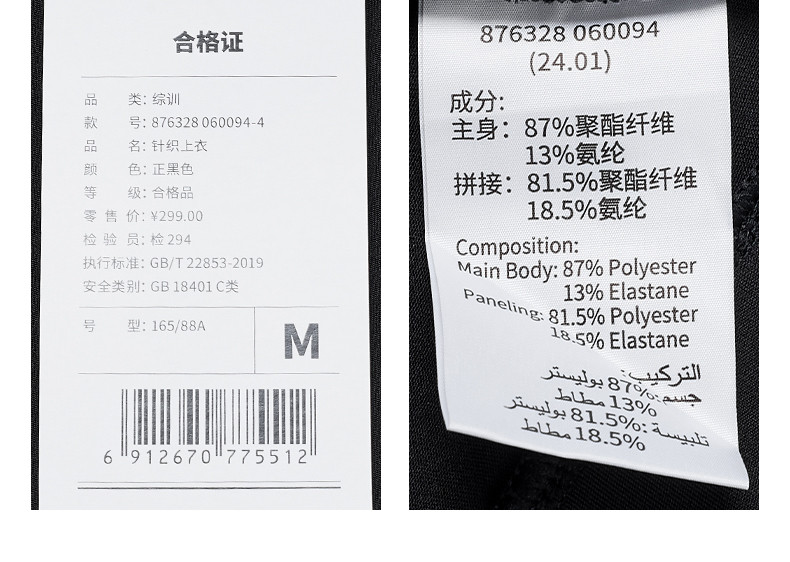 合格证
品 类: 综训
款 号: 876328 060094-4
品 名: 针织上衣
颜 色: 正黑色
等 级: 合格品
零 售 价: ¥299.00
检 验 员: 检 294
执行标准: GB/T 22853-2019
安全类别: GB 18401 C类
号 型: 165/88A
M
6 912670 775512
876328 060094
(24.01)
成分:
主身: 87%聚酯纤维
13%氨纶
拼接: 81.5%聚酯纤维
18.5%氨纶
Composition:
Main Body: 87% Polyester
13% Elastane
Paneling: 81.5% Polyester
18.5% Elastane
التركيب:
جسم: 87% بوليستر
13% مطاط
تلبيسة: 81.5% بوليستر
18.5% مطاط